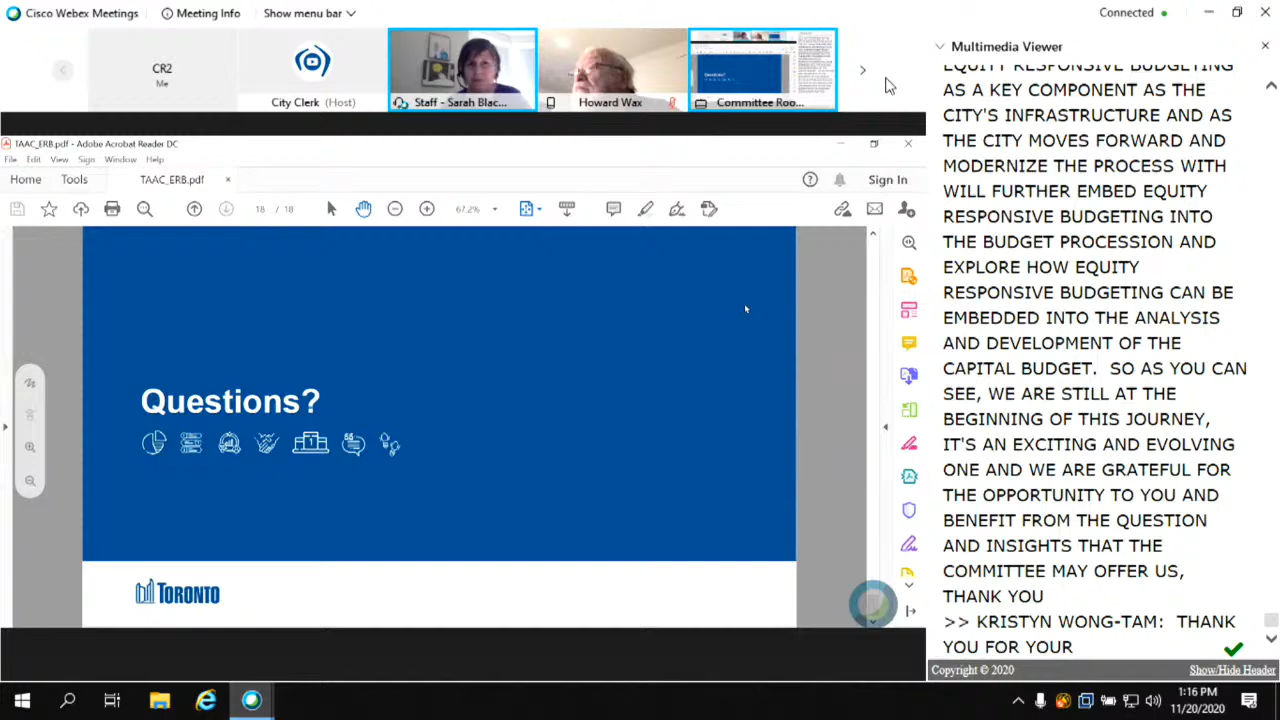 Cisco Webex Meetings
Meeting Info
Show menu bar
Connected
CR2
Me
City Clerk (Host)
Staff - Sarah Blac...
Howard Wax
Committee Roo...
TAAC_ERB.pdf - Adobe Acrobat Reader DC
File Edit View Sign Window Help
Home Tools TAAC_ERB.pdf × Sign In
18 / 18 67.2%
Questions?
TORONTO
Multimedia Viewer
EQUITY RESPONSIVE BUDGETING
AS A KEY COMPONENT AS THE
CITY'S INFRASTRUCTURE AND AS
THE CITY MOVES FORWARD AND
MODERNIZE THE PROCESS WITH
WILL FURTHER EMBED EQUITY
RESPONSIVE BUDGETING INTO
THE BUDGET PROCESSION AND
EXPLORE HOW EQUITY
RESPONSIVE BUDGETING CAN BE
EMBEDDED INTO THE ANALYSIS
AND DEVELOPMENT OF THE
CAPITAL BUDGET. SO AS YOU CAN
SEE, WE ARE STILL AT THE
BEGINNING OF THIS JOURNEY,
IT'S AN EXCITING AND EVOLVING
ONE AND WE ARE GRATEFUL FOR
THE OPPORTUNITY TO YOU AND
BENEFIT FROM THE QUESTION
AND INSIGHTS THAT THE
COMMITTEE MAY OFFER US,
THANK YOU
>> KRISTYN WONG-TAM: THANK
YOU FOR YOUR
Copyright © 2020 Show/Hide Header
1:16 PM
11/20/2020